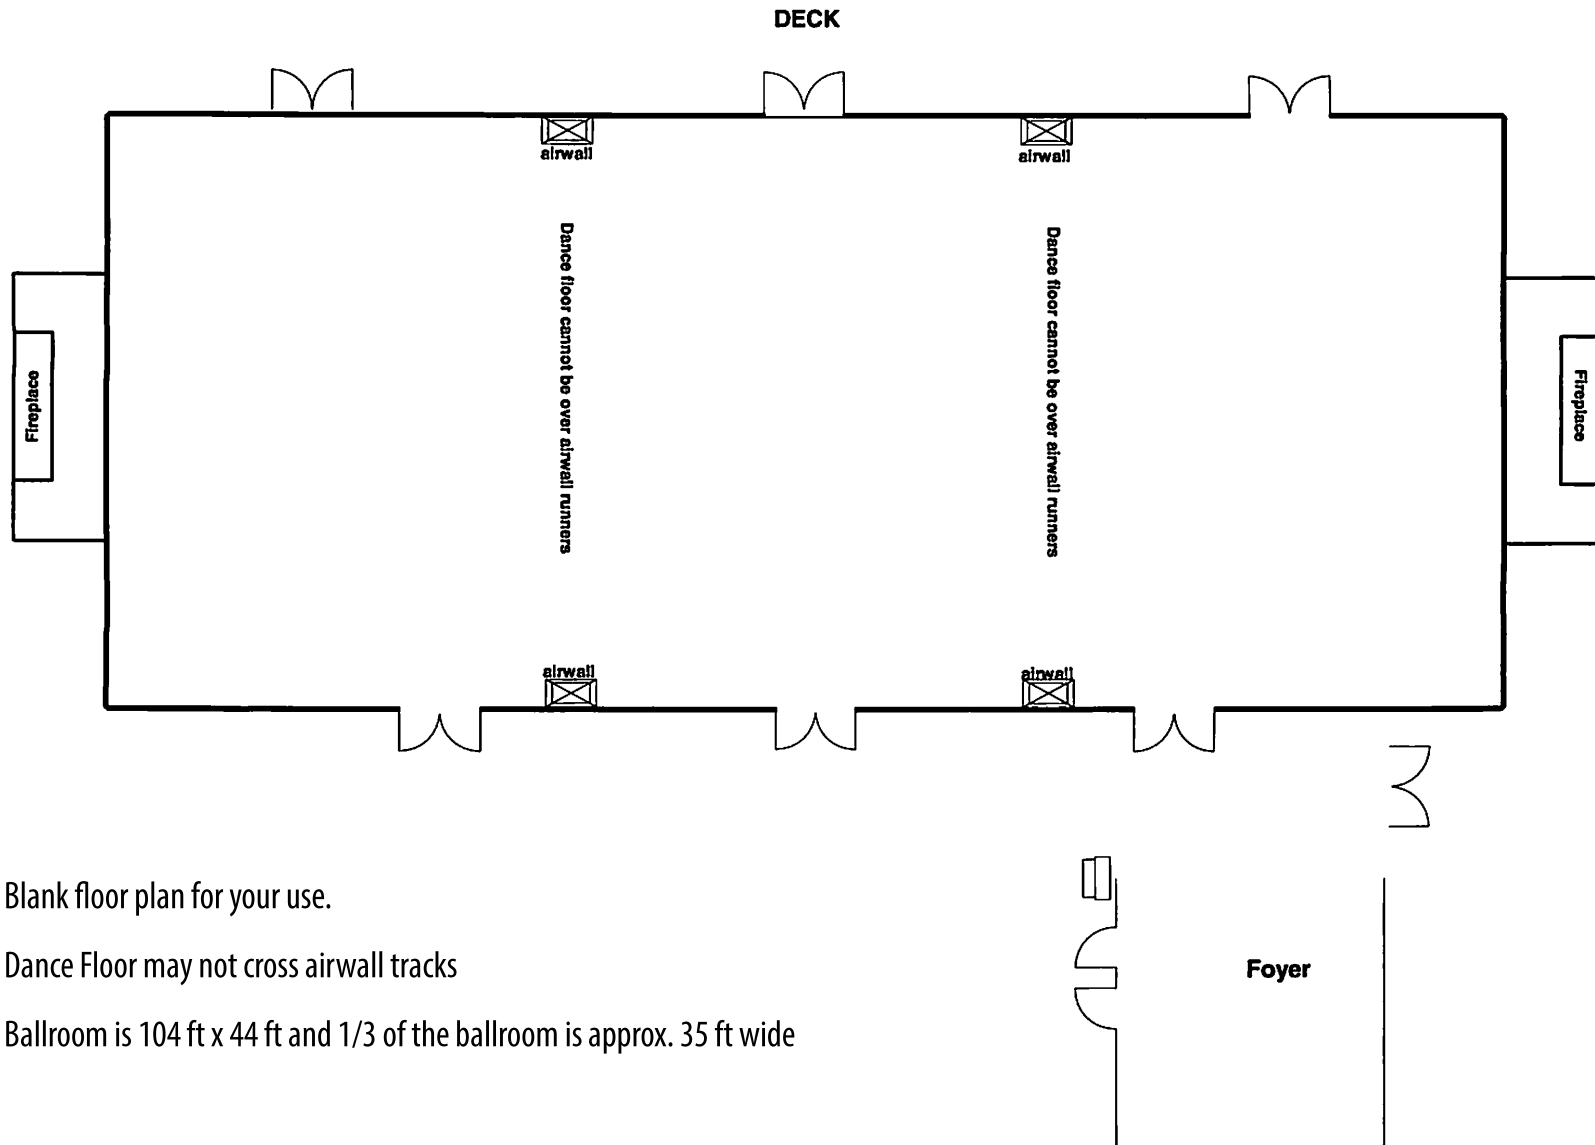 DECK
airwall
airwall
Dance floor cannot be over airwall runners
Dance floor cannot be over airwall runners
Fireplace
Fireplace
airwall
airwall
Blank floor plan for your use.
Dance Floor may not cross airwall tracks
Foyer
Ballroom is 104 ft x 44 ft and 1/3 of the ballroom is approx. 35 ft wide